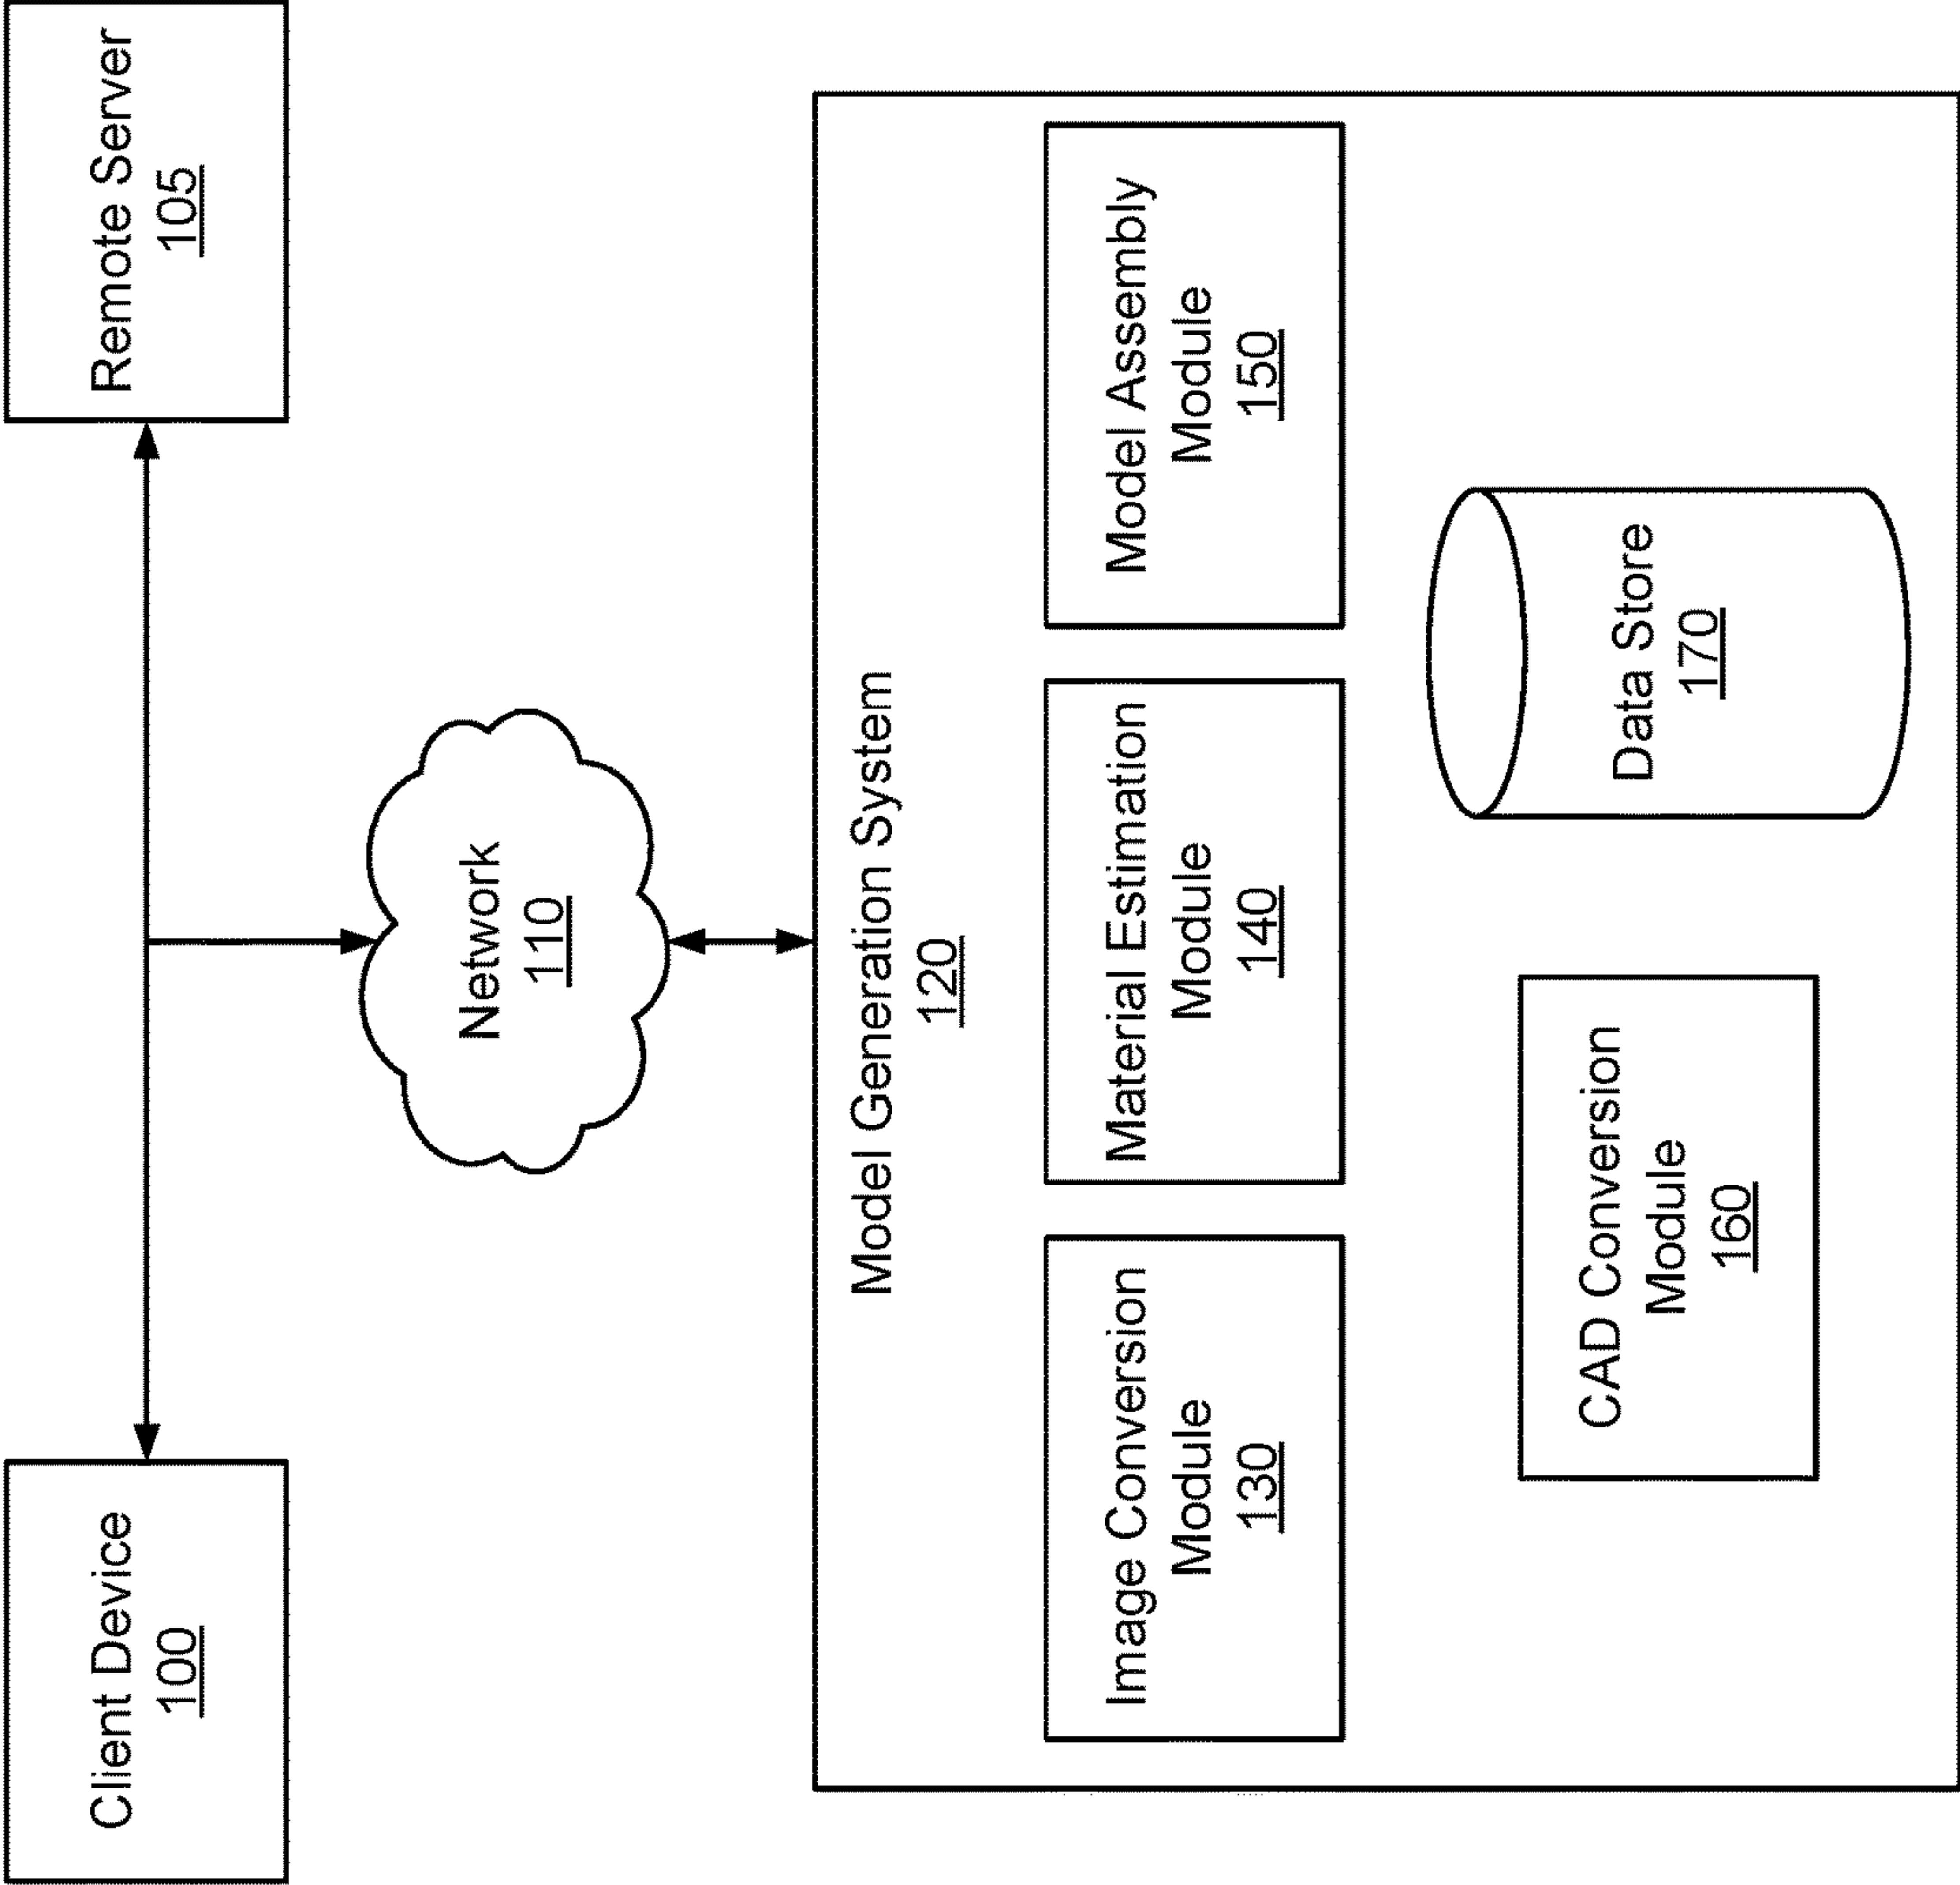 Client Device
100
Remote Server
105
Network
110
Model Generation System
120
Image Conversion
Module
130
Material Estimation
Module
140
Model Assembly
Module
150
CAD Conversion
Module
160
Data Store
170